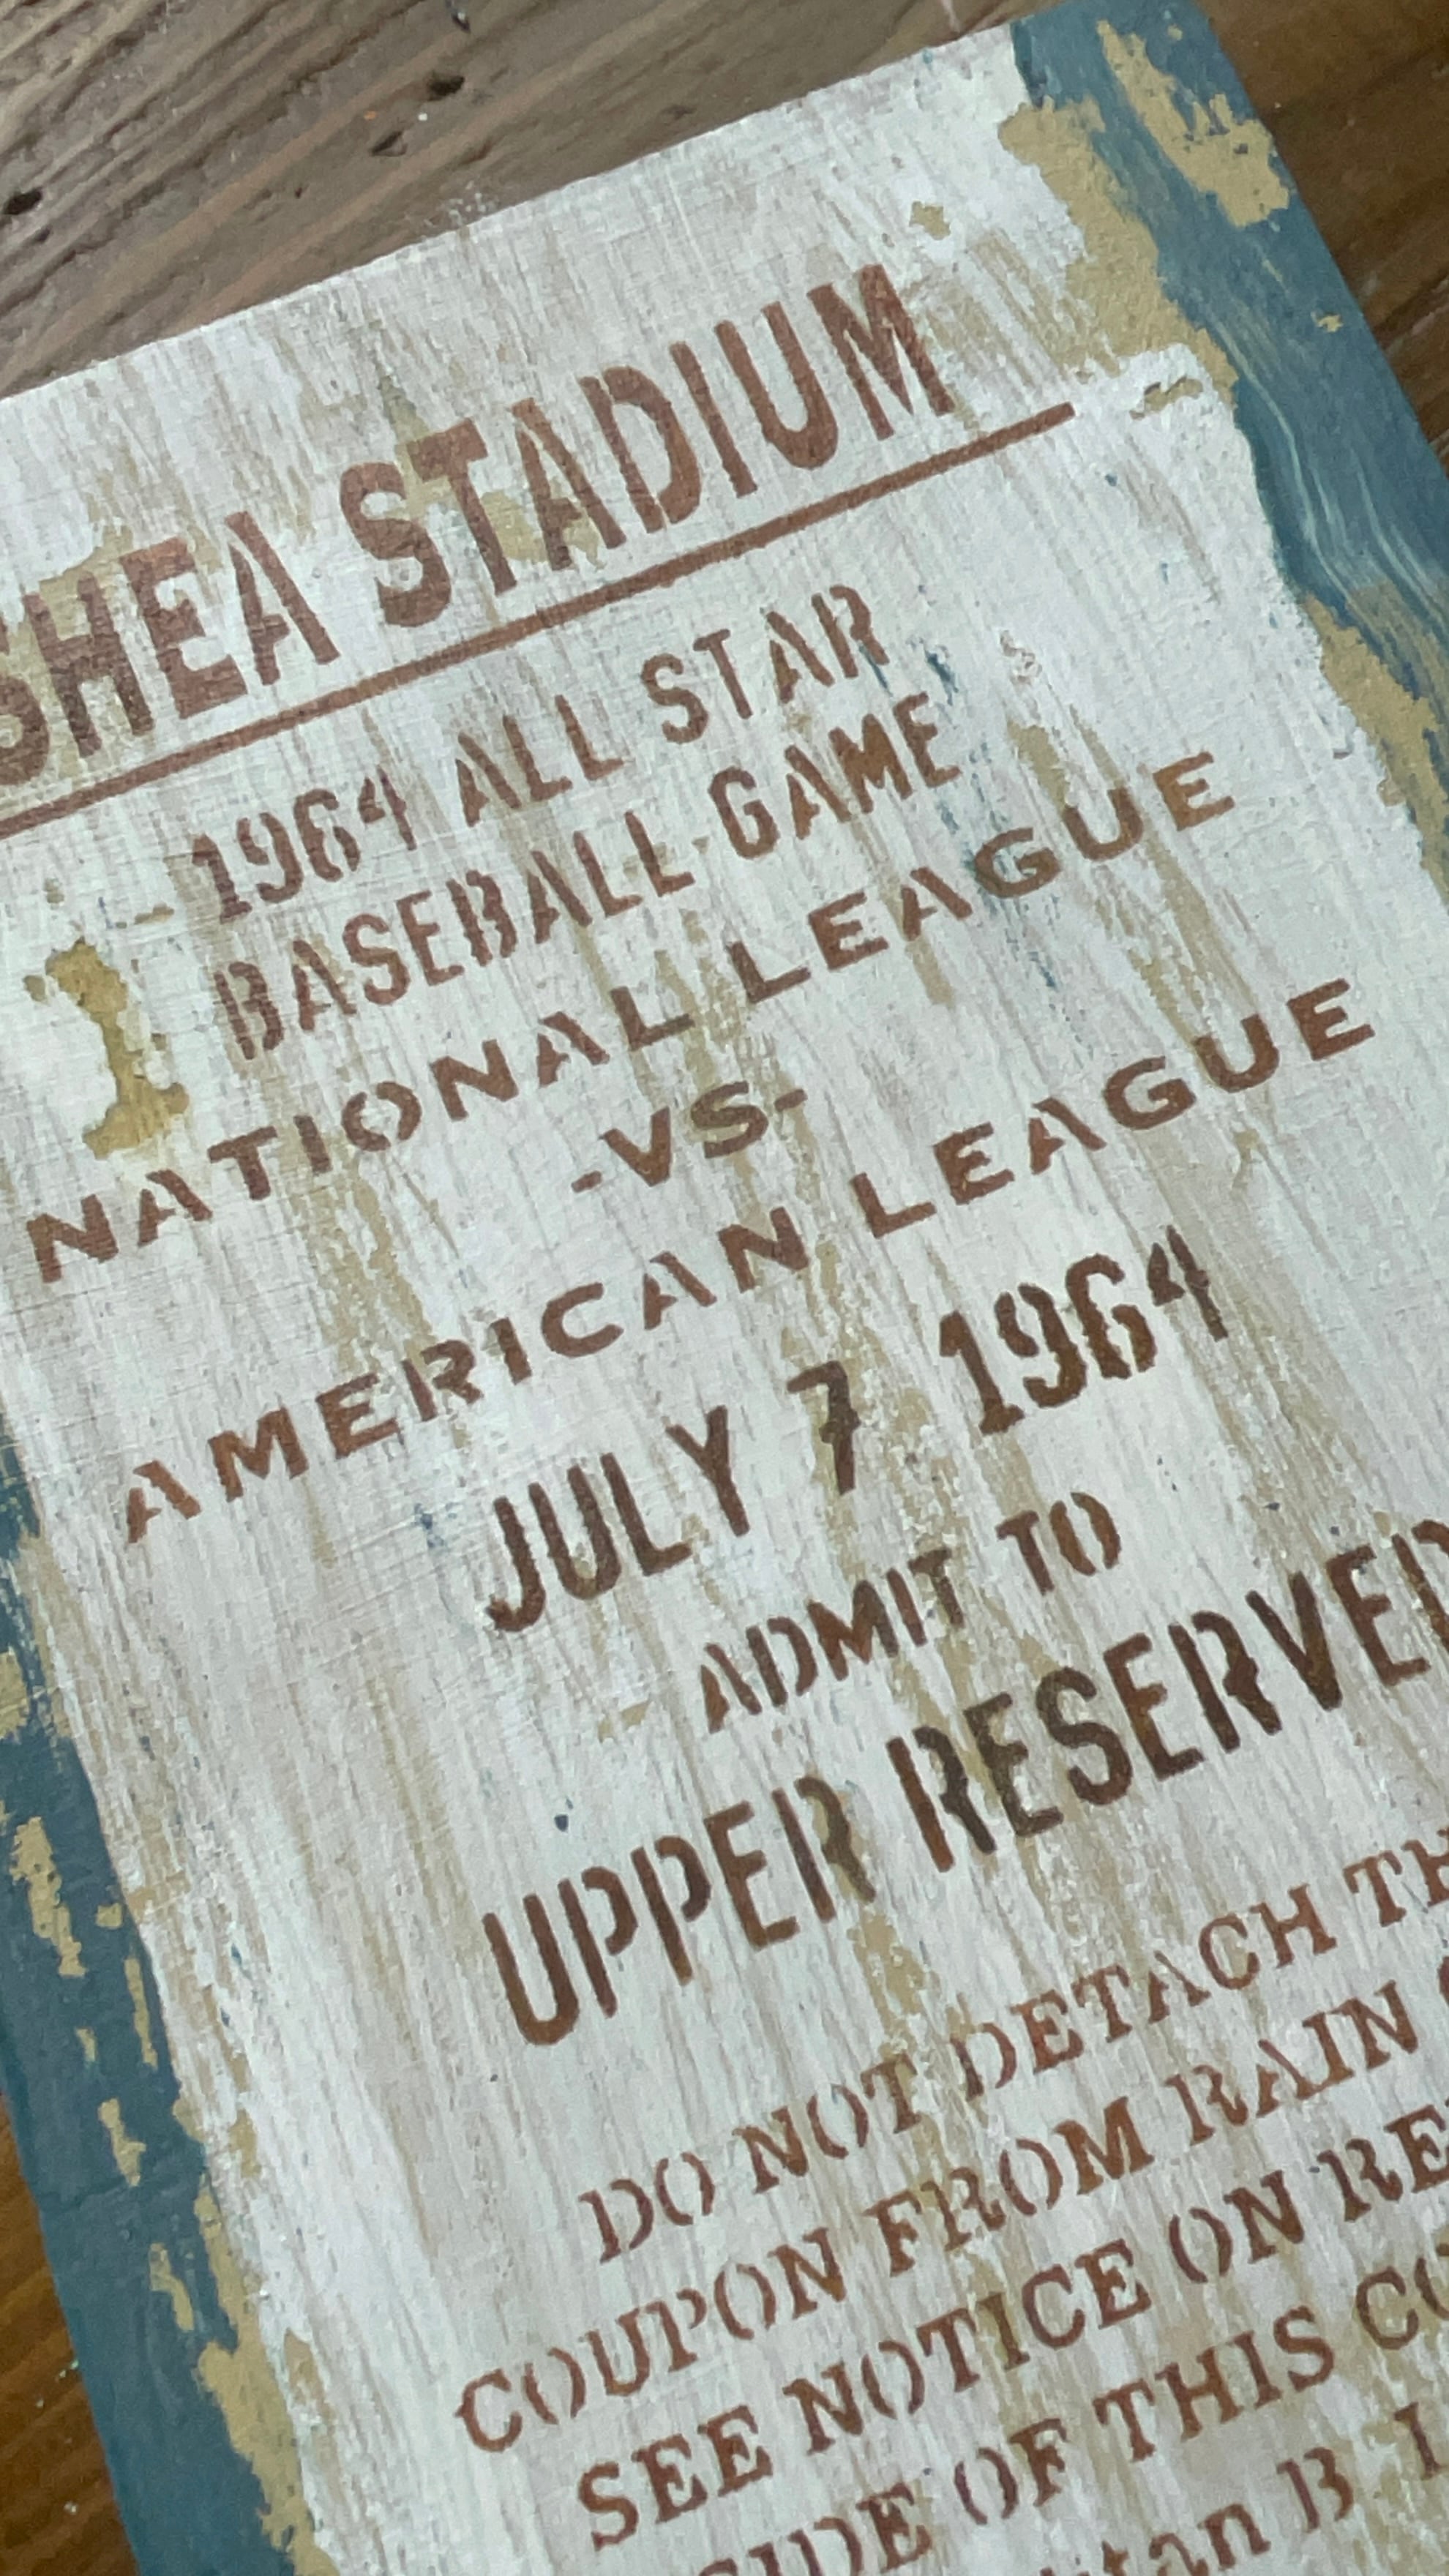 SHEA STADIUM
1964 ALL STAR
BASEBALL GAME
NATIONAL LEAGUE
-VS-
AMERICAN LEAGUE
JULY 7 1964
ADMIT TO
UPPER RESERVED
DO NOT DETACH
COUPON FROM RAIN
SEE NOTICE ON
SIDE OF THIS